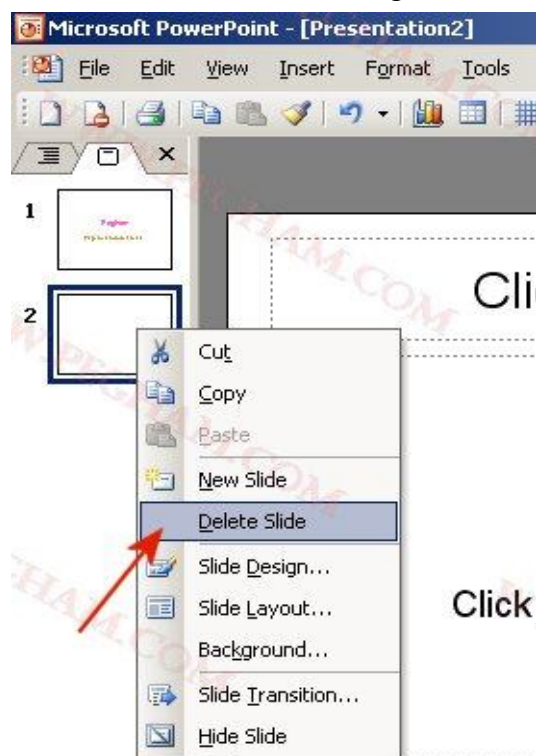 Microsoft PowerPoint - [Presentation2]
File Edit View Insert Format Tools
1
2
Cli
Cut
Copy
Paste
New Slide
Delete Slide
Slide Design...
Slide Layout...
Click
Background...
Slide Transition...
Hide Slide